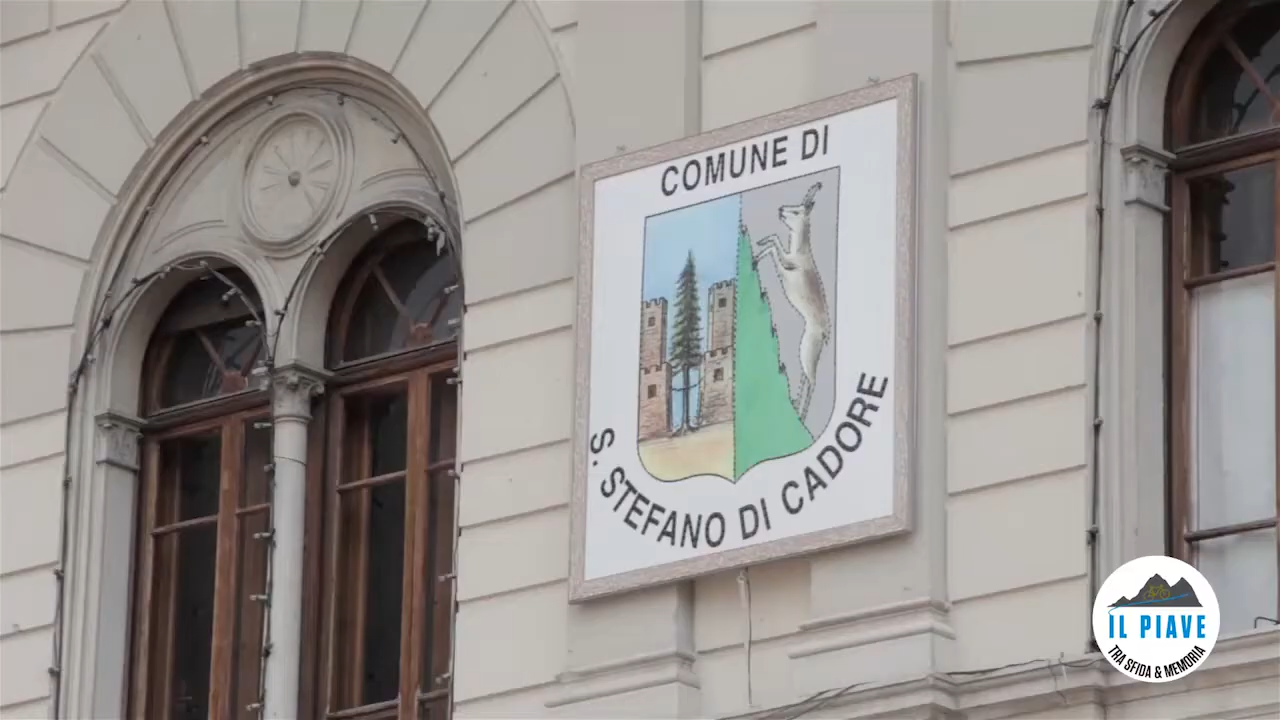 COMUNE DI
S. STEFANO DI CADORE
IL PIAVE
TRA SFIDA & MEMORIA